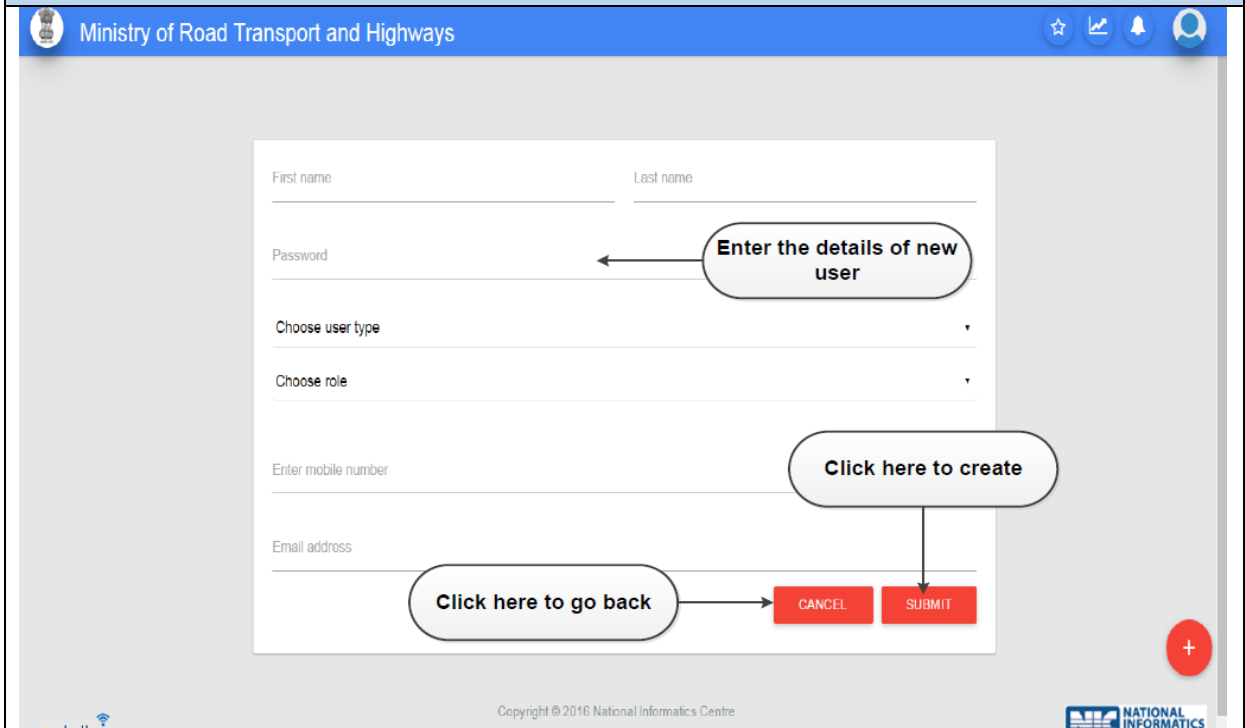 Ministry of Road Transport and Highways
First name
Last name
Password
Enter the details of new
user
Choose user type
Choose role
Enter mobile number
Click here to create
Email address
Click here to go back
CANCEL
SUBMIT
+
Copyright © 2016 National Informatics Centre
NIC
NATIONAL
INFORMATICS